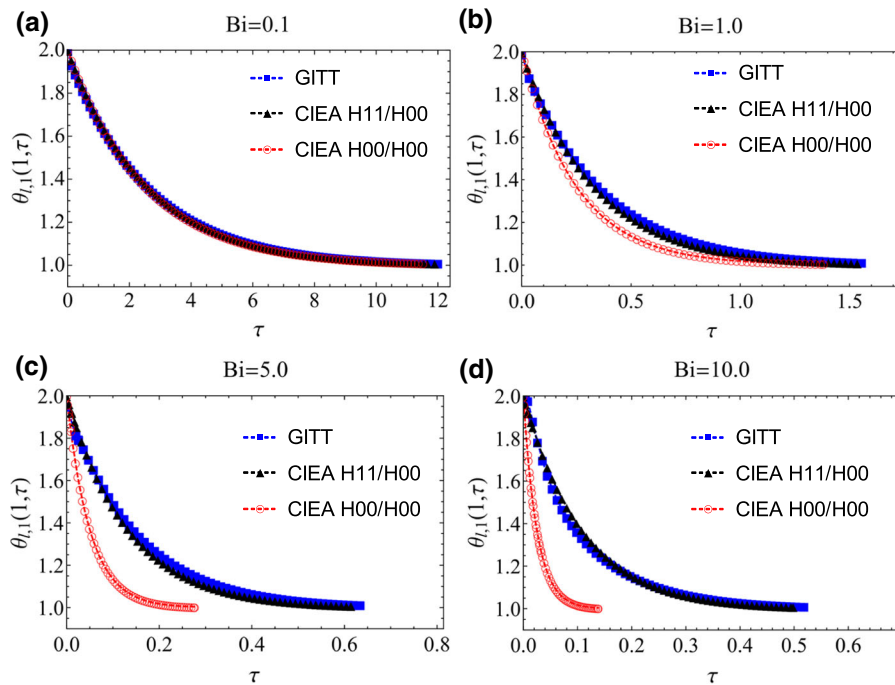 (a)
Bi=0.1
2.0
1.8
1.6
1.4
1.2
1.0
θl,1(1,τ)
GITT
CIEA H11/H00
CIEA H00/H00
0 2 4 6 8 10 12
τ
(b)
Bi=1.0
2.0
1.8
1.6
1.4
1.2
1.0
θl,1(1,τ)
GITT
CIEA H11/H00
CIEA H00/H00
0.0 0.5 1.0 1.5
τ
(c)
Bi=5.0
2.0
1.8
1.6
1.4
1.2
1.0
θl,1(1,τ)
GITT
CIEA H11/H00
CIEA H00/H00
0.0 0.2 0.4 0.6 0.8
τ
(d)
Bi=10.0
2.0
1.8
1.6
1.4
1.2
1.0
θl,1(1,τ)
GITT
CIEA H11/H00
CIEA H00/H00
0.0 0.1 0.2 0.3 0.4 0.5 0.6
τ